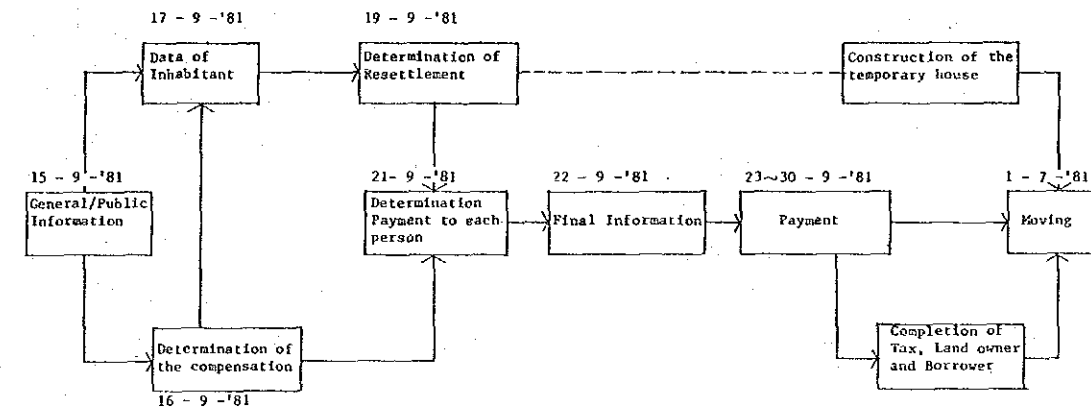 17 - 9 -'81
19 - 9 -'81
Data of
Inhabitant
Determination of
Resettlement
Construction of the
temporary house
15 - 9 -'81
General/Public
Information
21- 9 -'81
Determination
Payment to each
person
22 - 9 -'81
Final Information
23~30 - 9 -'81
Payment
1 - 7 -'81
Moving
Determination of
the compensation
16 - 9 -'81
Completion of
Tax, Land owner
and Borrower